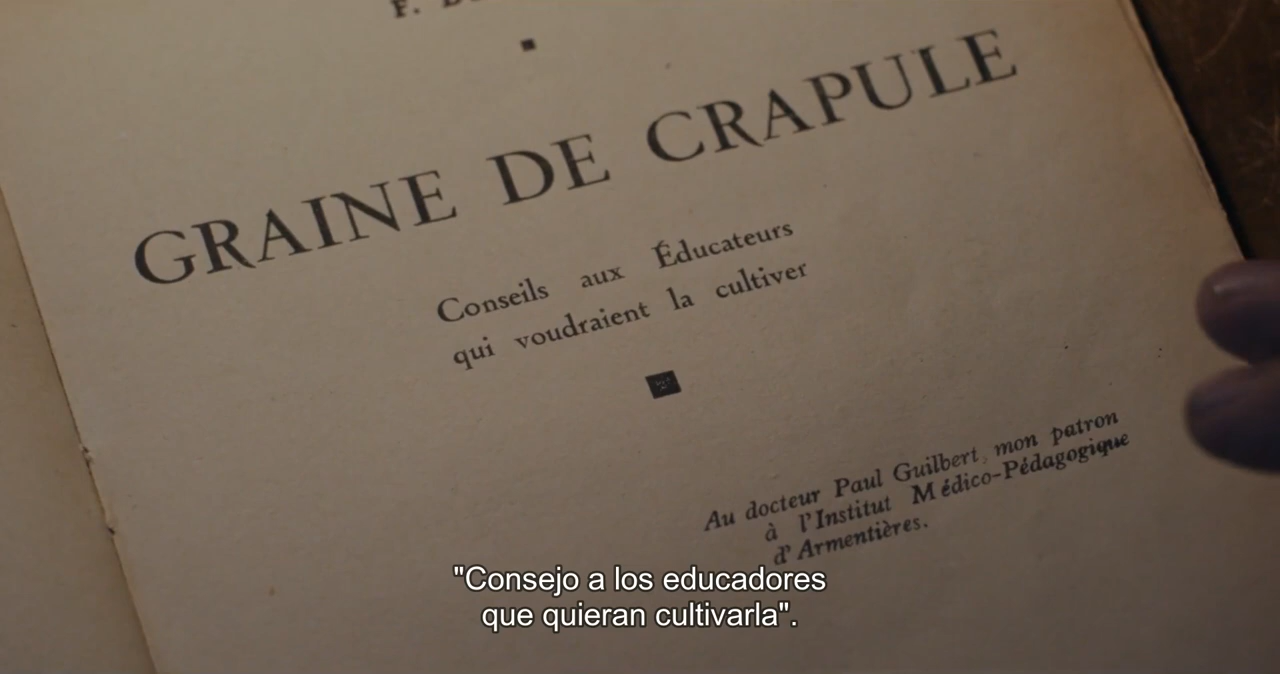 F.
GRAINE DE CRAPULE
Conseils aux Éducateurs
qui voudraient la cultiver
Au docteur Paul Guilbert, mon patron
à l'Institut Médico-Pédagogique
d'Armentières.
"Consejo a los educadores
que quieran cultivarla".